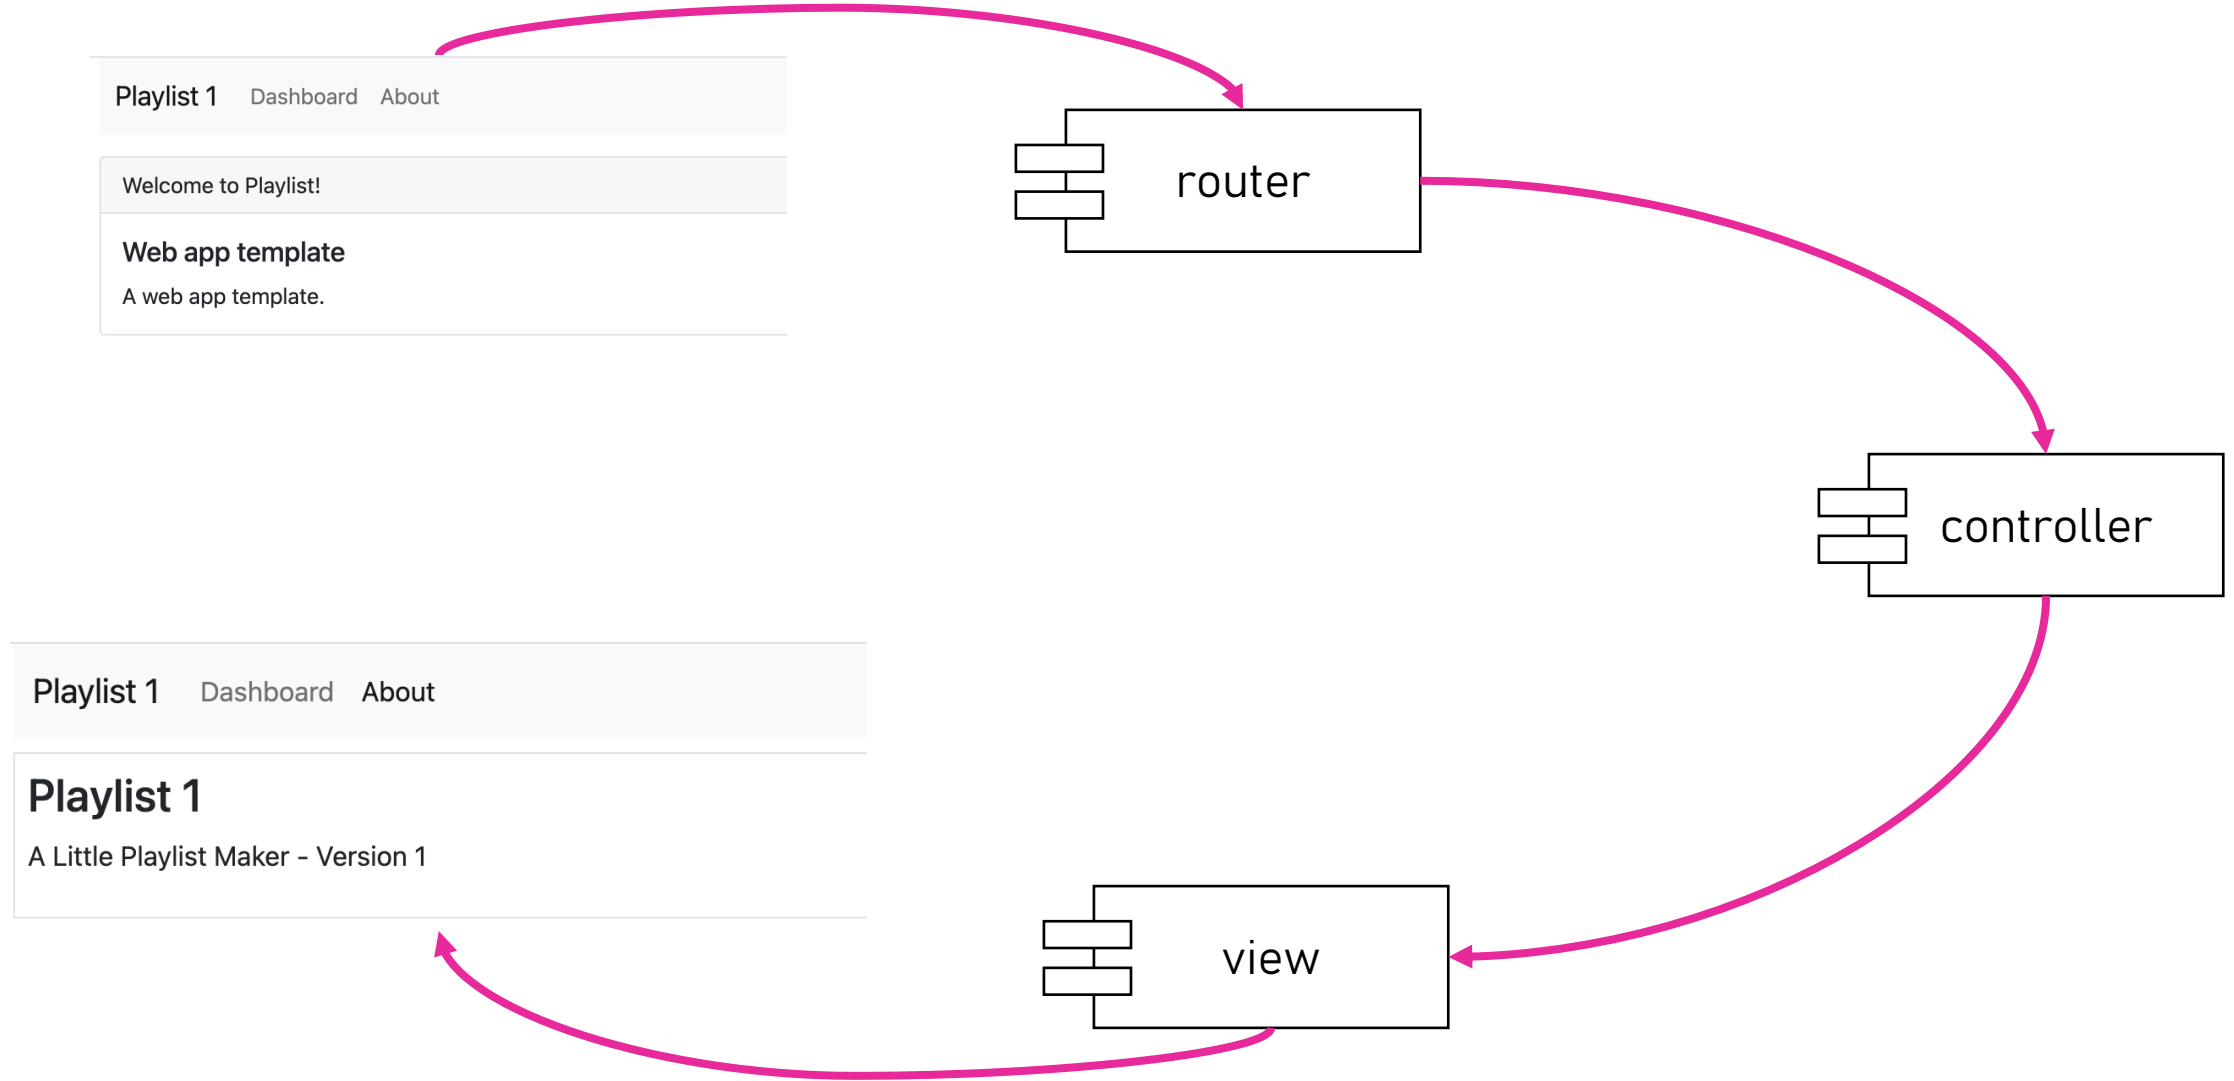 Playlist 1 Dashboard About
Welcome to Playlist!
Web app template
A web app template.
router
controller
Playlist 1 Dashboard About
Playlist 1
A Little Playlist Maker - Version 1
view